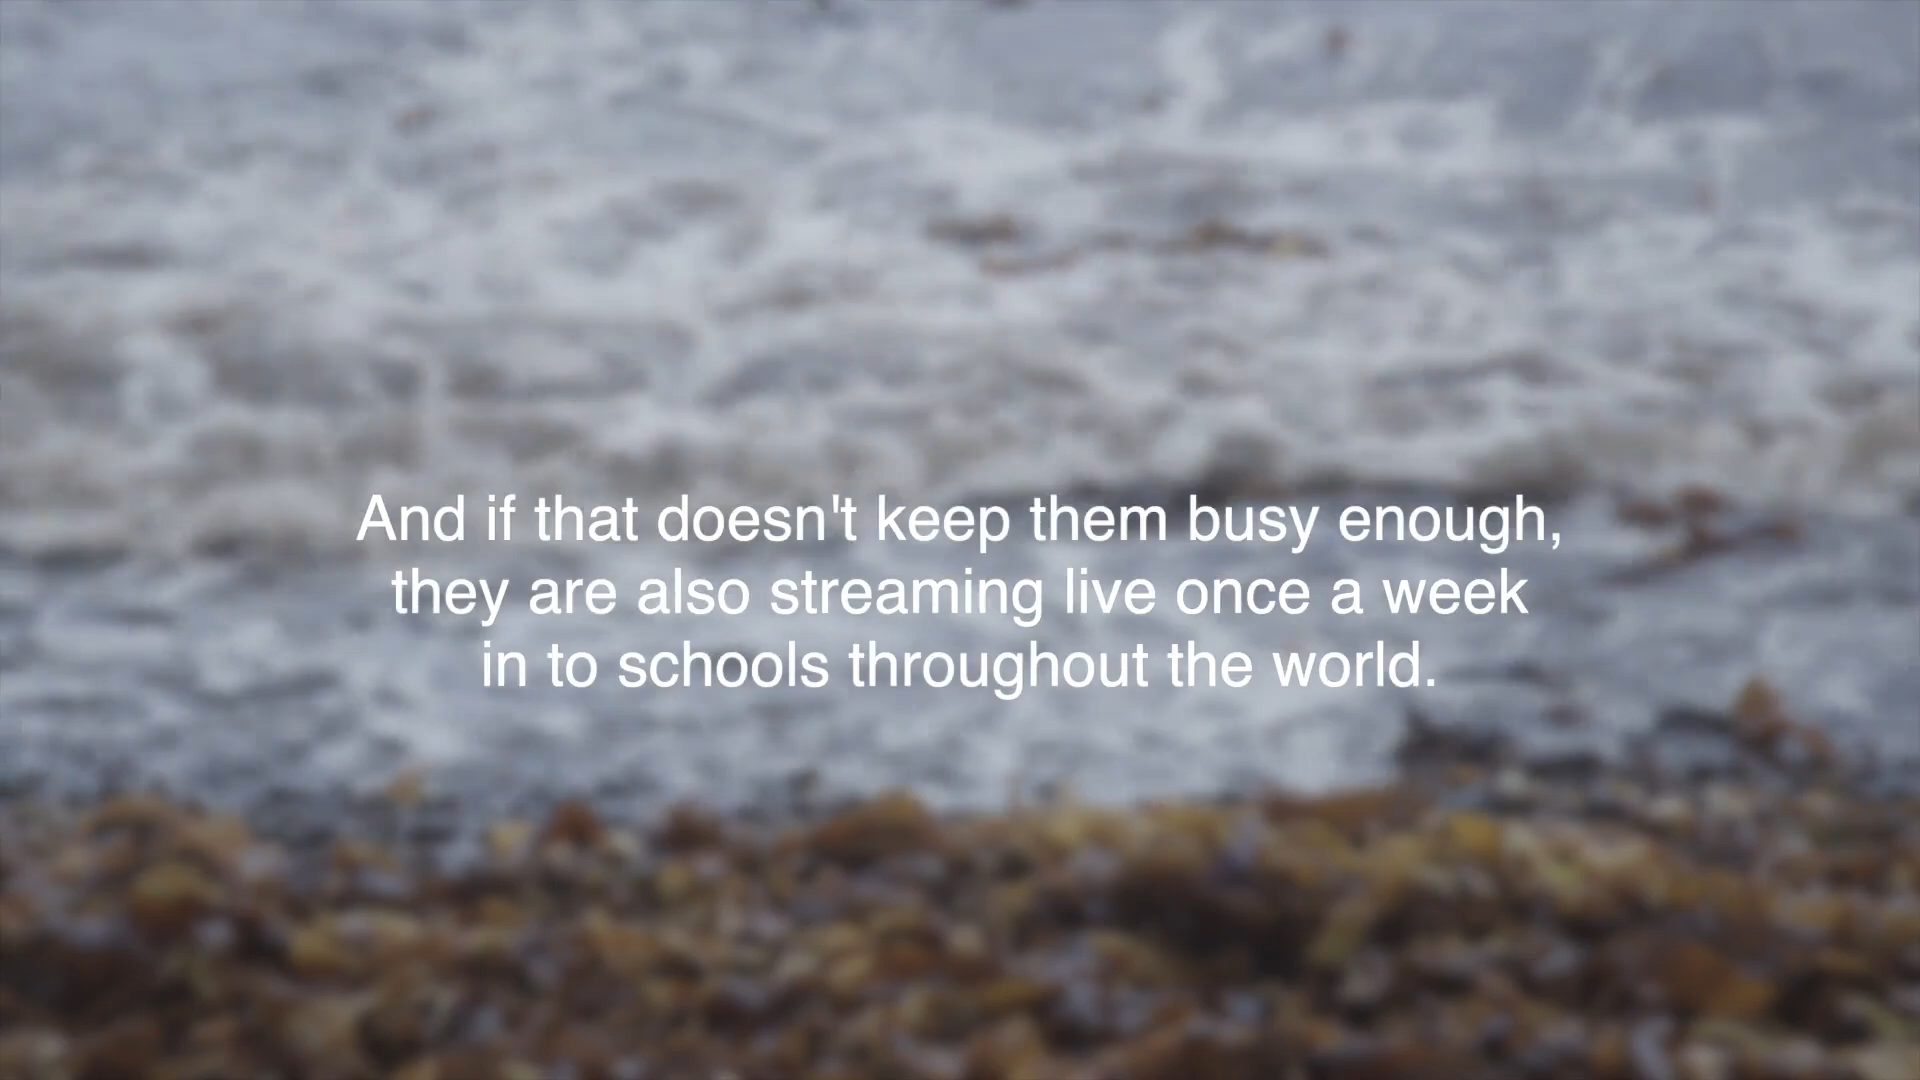 And if that doesn't keep them busy enough,
they are also streaming live once a week
in to schools throughout the world.